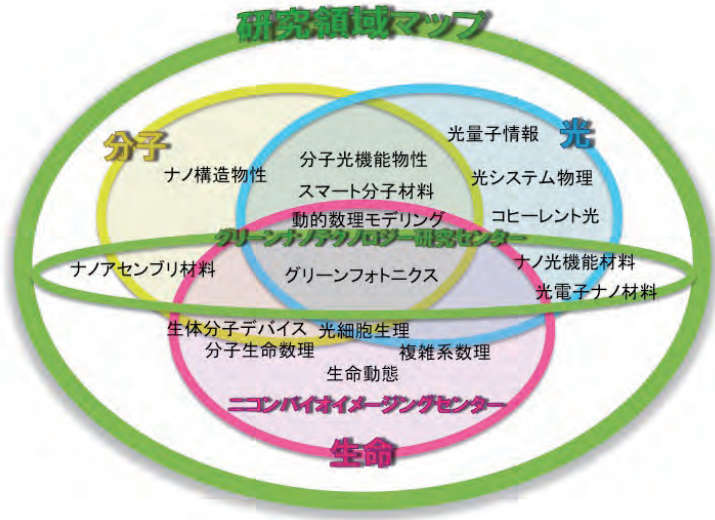 研究領域マップ
分子
光
光量子情報
分子光機能物性
ナノ構造物性
光システム物理
スマート分子材料
動的数理モデリング
コヒーレント光
グリーンナノテクノロジー研究センター
ナノアセンブリ材料
グリーンフォトニクス
ナノ光機能材料
光電子ナノ材料
生体分子デバイス
光細胞生理
分子生命数理
複雑系数理
生命動態
ニコンバイオイメージングセンター
生命